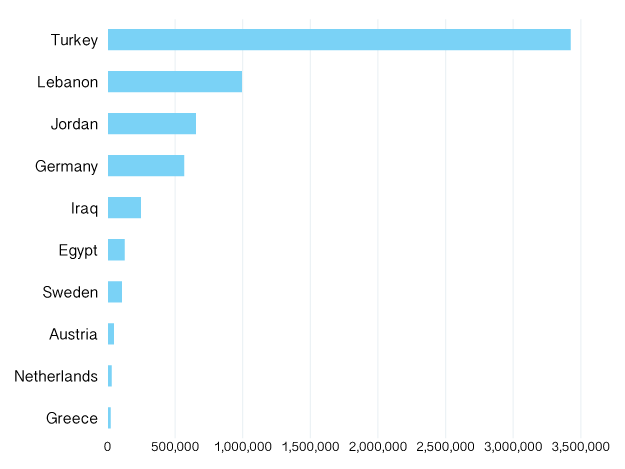 Turkey
Lebanon
Jordan
Germany
Iraq
Egypt
Sweden
Austria
Netherlands
Greece
0 500,000 1,000,000 1,500,000 2,000,000 2,500,000 3,000,000 3,500,000